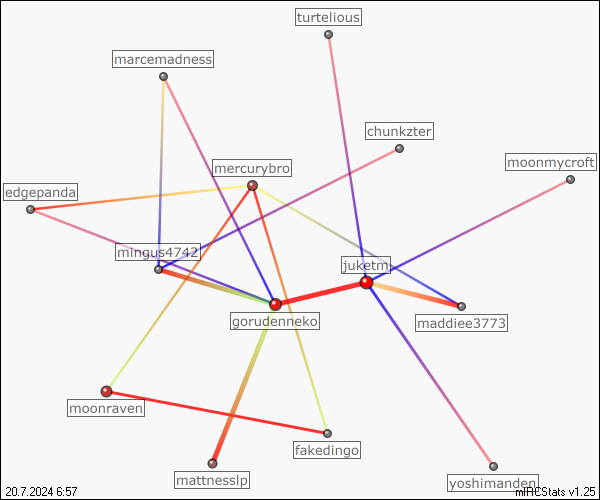 turtelious
marcemadness
chunkzter
moonmycroft
mercurybro
edgepanda
mingus4742
juketm
gorudenneko
maddiee3773
moonraven
fakedingo
mattnesslp
yoshimanden
20.7.2024 6:57
mIRCStats v1.25